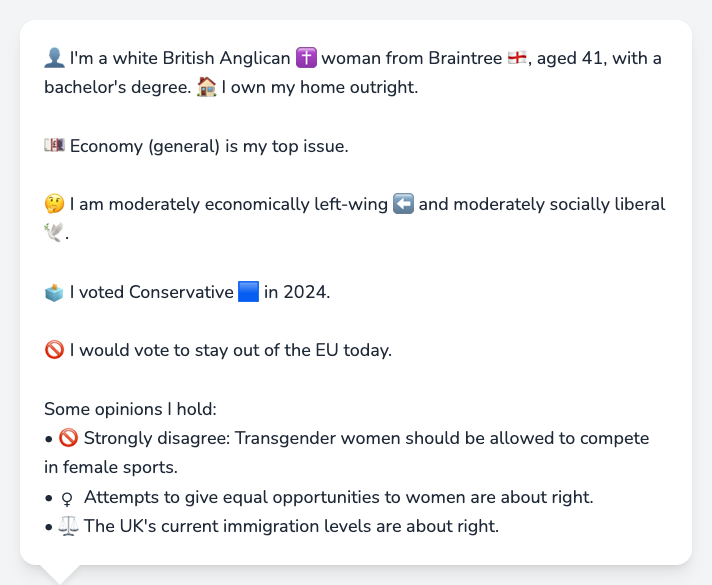 👤 I'm a white British Anglican ✝️ woman from Braintree 🏴󠁧󠁢󠁥󠁮󠁧󠁿, aged 41, with a
bachelor's degree. 🏠 I own my home outright.
💷 Economy (general) is my top issue.
🤔 I am moderately economically left-wing ⬅️ and moderately socially liberal
🕊️.
🗳️ I voted Conservative 🟦 in 2024.
🚫 I would vote to stay out of the EU today.
Some opinions I hold:
• 🚫 Strongly disagree: Transgender women should be allowed to compete
in female sports.
• ♀ Attempts to give equal opportunities to women are about right.
• ⚖️ The UK's current immigration levels are about right.